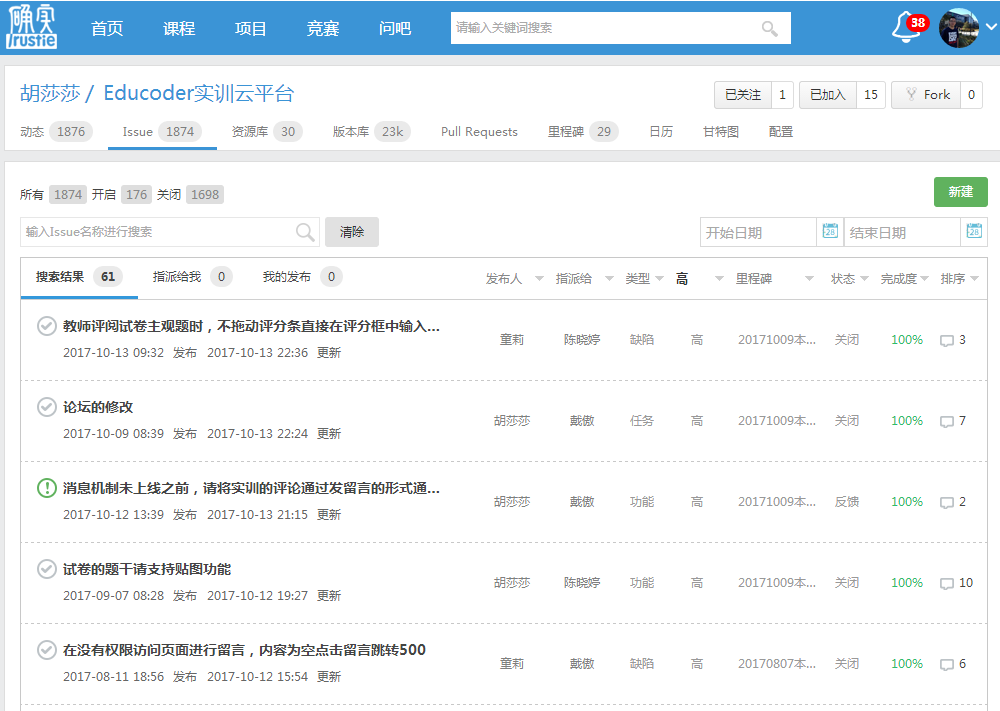 确实
Trustie
首页 课程 项目 竞赛 问吧
请输入关键词搜索
38
胡莎莎 / Educoder实训云平台
已关注 1 已加入 15 Fork 0
动态 1876 Issue 1874 资源库 30 版本库 23k Pull Requests 里程碑 29 日历 甘特图 配置
所有 1874 开启 176 关闭 1698
新建
输入Issue名称进行搜索 清除 开始日期 28 结束日期 28
搜索结果 61 指派给我 0 我的发布 0 发布人 指派给 类型 高 里程碑 状态 完成度 排序
教师评阅试卷主观题时，不拖动评分条直接在评分框中输入...
2017-10-13 09:32 发布 2017-10-13 22:36 更新
童莉 陈晓婷 缺陷 高 20171009本... 关闭 100% 3
论坛的修改
2017-10-09 08:39 发布 2017-10-13 22:24 更新
胡莎莎 戴傲 任务 高 20171009本... 关闭 100% 7
消息机制未上线之前，请将实训的评论通过发留言的形式通...
2017-10-12 13:39 发布 2017-10-13 21:15 更新
胡莎莎 戴傲 功能 高 20171009本... 反馈 100% 2
试卷的题干请支持贴图功能
2017-09-07 08:28 发布 2017-10-12 19:27 更新
胡莎莎 陈晓婷 功能 高 20171009本... 关闭 100% 10
在没有权限访问页面进行留言，内容为空点击留言跳转500
2017-08-11 18:56 发布 2017-10-12 15:54 更新
童莉 戴傲 缺陷 高 20170807本... 关闭 100% 6